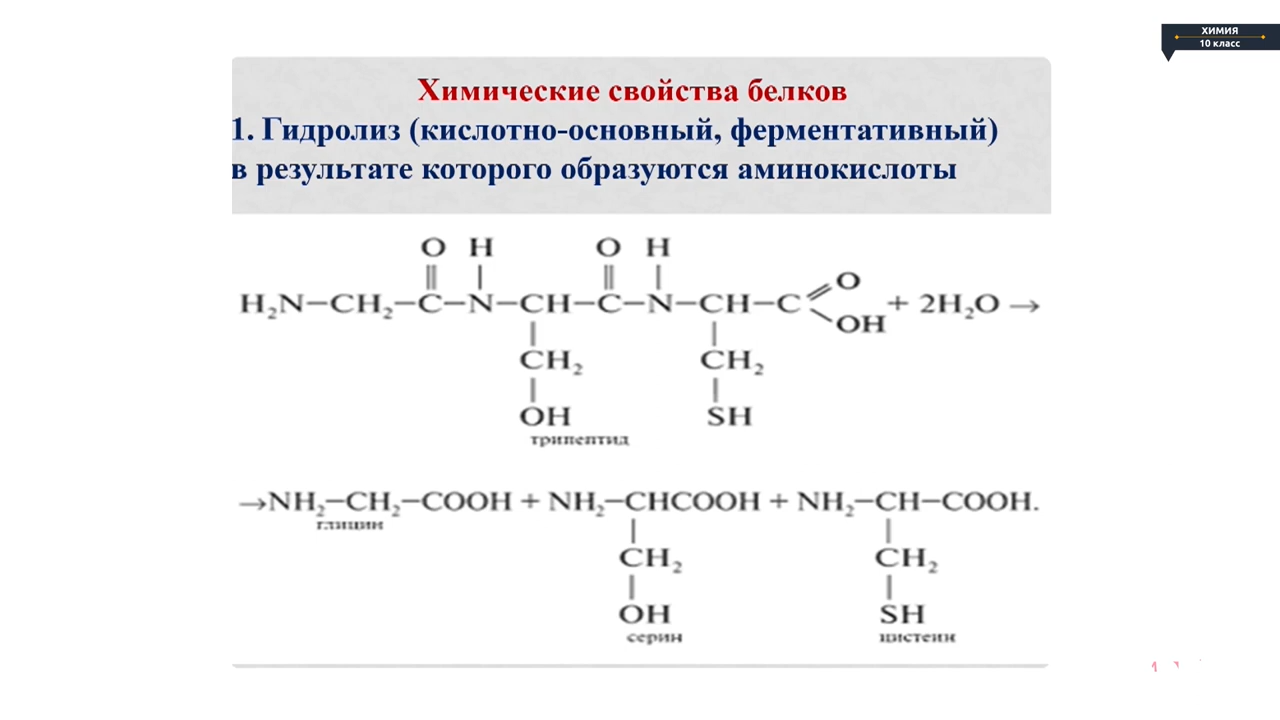 ХИМИЯ
10 класс
Химические свойства белков
1. Гидролиз (кислотно-основный, ферментативный)
в результате которого образуются аминокислоты
O H O H
|| | || |
H₂N–CH₂–C–N–CH–C–N–CH–C(=O)–OH + 2H₂O →
| |
CH₂ CH₂
| |
OH SH
трипептид
→NH₂–CH₂–COOH + NH₂–CHCOOH + NH₂–CH–COOH.
глицин
| |
CH₂ CH₂
| |
OH SH
серин цистеин